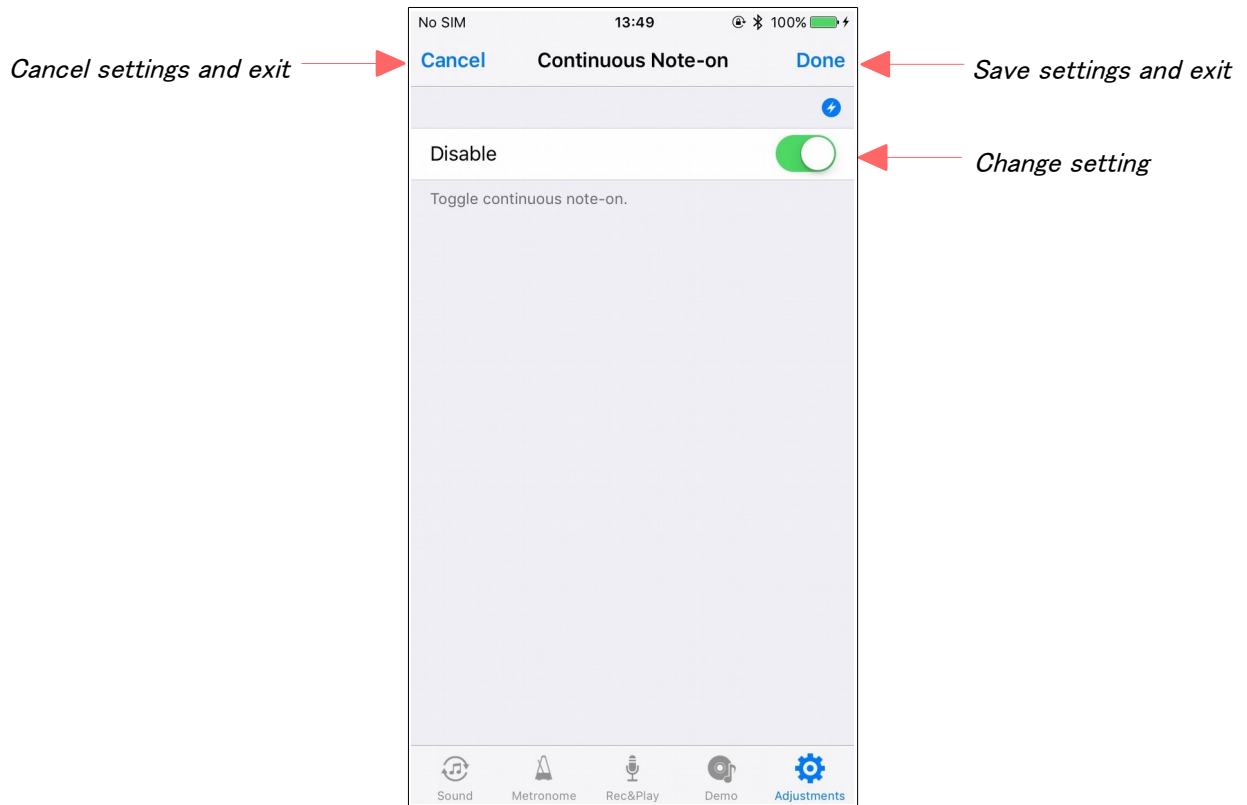 No SIM 13:49 100%
Cancel settings and exit Cancel Continuous Note-on Done Save settings and exit
Disable Change setting
Toggle continuous note-on.
Sound Metronome Rec&Play Demo Adjustments